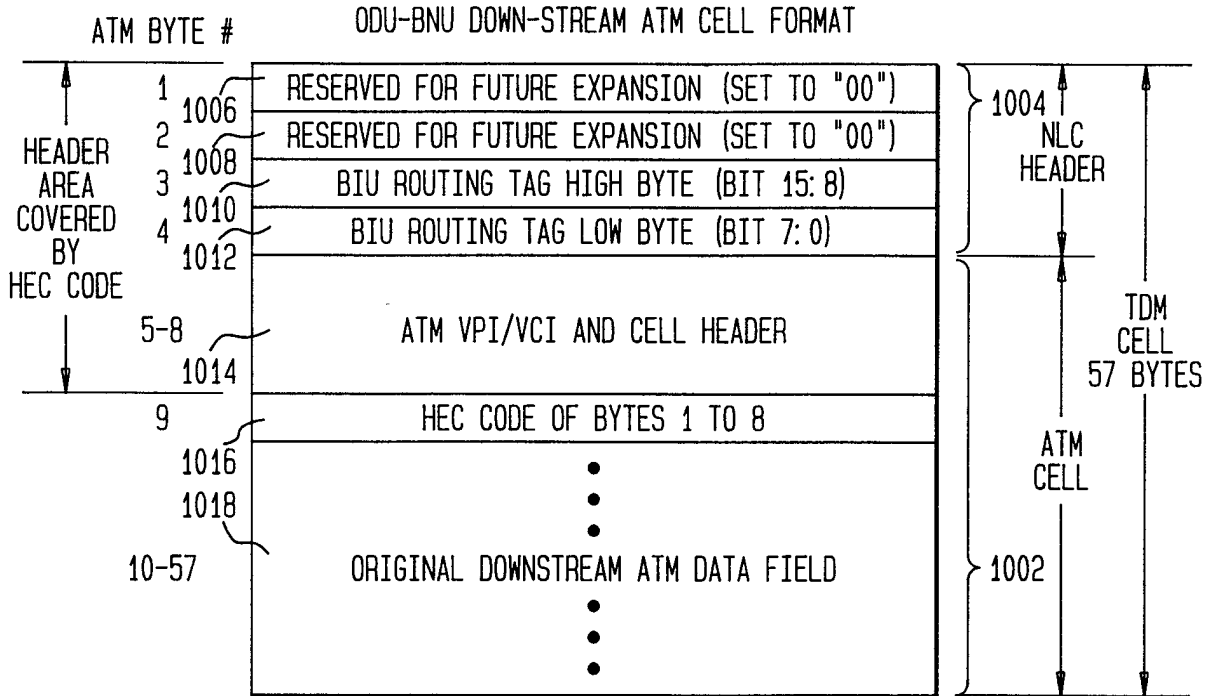 ODU-BNU DOWN-STREAM ATM CELL FORMAT
ATM BYTE #
1
RESERVED FOR FUTURE EXPANSION (SET TO "00")
1006
2
RESERVED FOR FUTURE EXPANSION (SET TO "00")
1008
3
BIU ROUTING TAG HIGH BYTE (BIT 15:8)
1010
4
BIU ROUTING TAG LOW BYTE (BIT 7:0)
1012
5-8
ATM VPI/VCI AND CELL HEADER
1014
9
HEC CODE OF BYTES 1 TO 8
1016
1018
10-57
ORIGINAL DOWNSTREAM ATM DATA FIELD
HEADER
AREA
COVERED
BY
HEC CODE
1004
NLC
HEADER
TDM
CELL
57 BYTES
ATM
CELL
1002